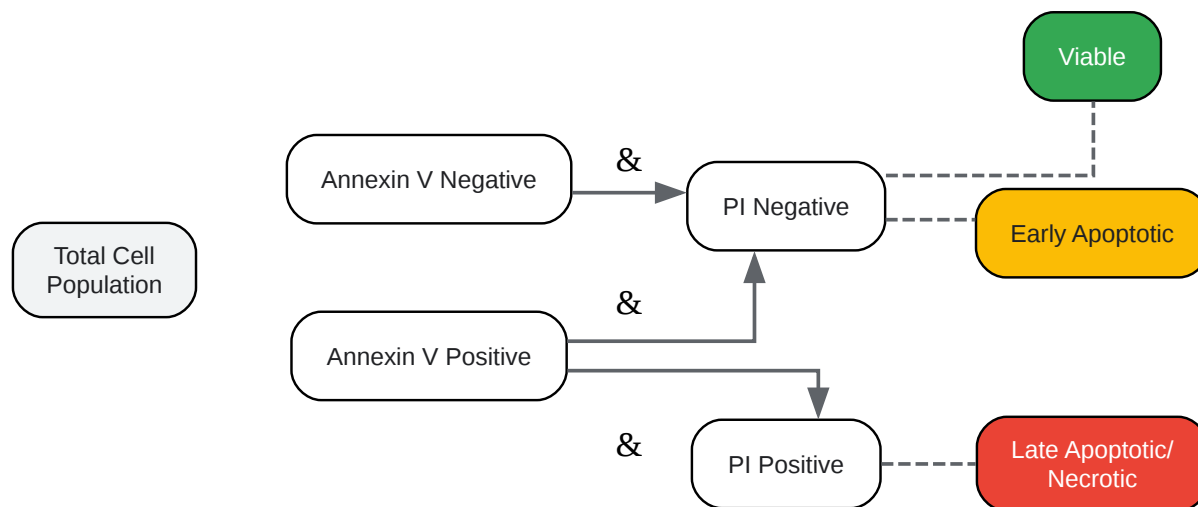 Viable
&
Annexin V Negative
PI Negative
Early Apoptotic
Total Cell
Population
&
Annexin V Positive
&
PI Positive
Late Apoptotic/
Necrotic